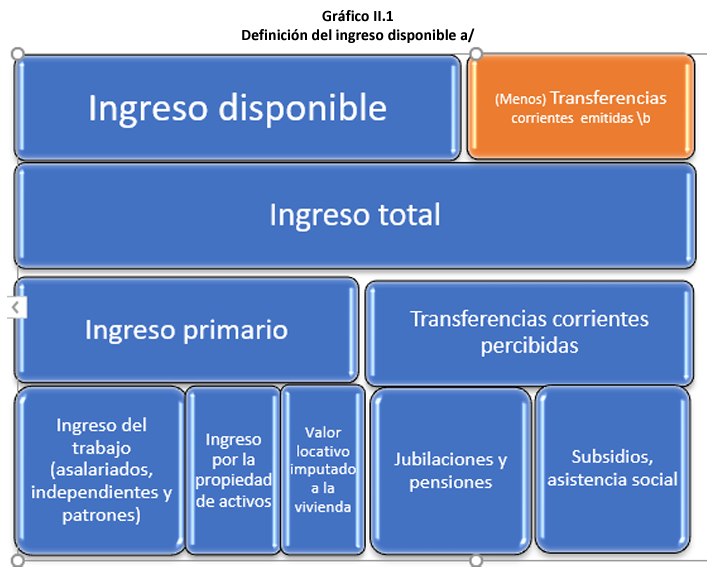 Gráfico II.1
Definición del ingreso disponible a/
Ingreso disponible
(Menos) Transferencias
corrientes emitidas \b
Ingreso total
Ingreso primario
Transferencias corrientes
percibidas
Ingreso del
trabajo
(asalariados,
independientes y
patrones)
Ingreso
por la
propiedad
de activos
Valor
locativo
imputado
a la
vivienda
Jubilaciones y
pensiones
Subsidios,
asistencia social